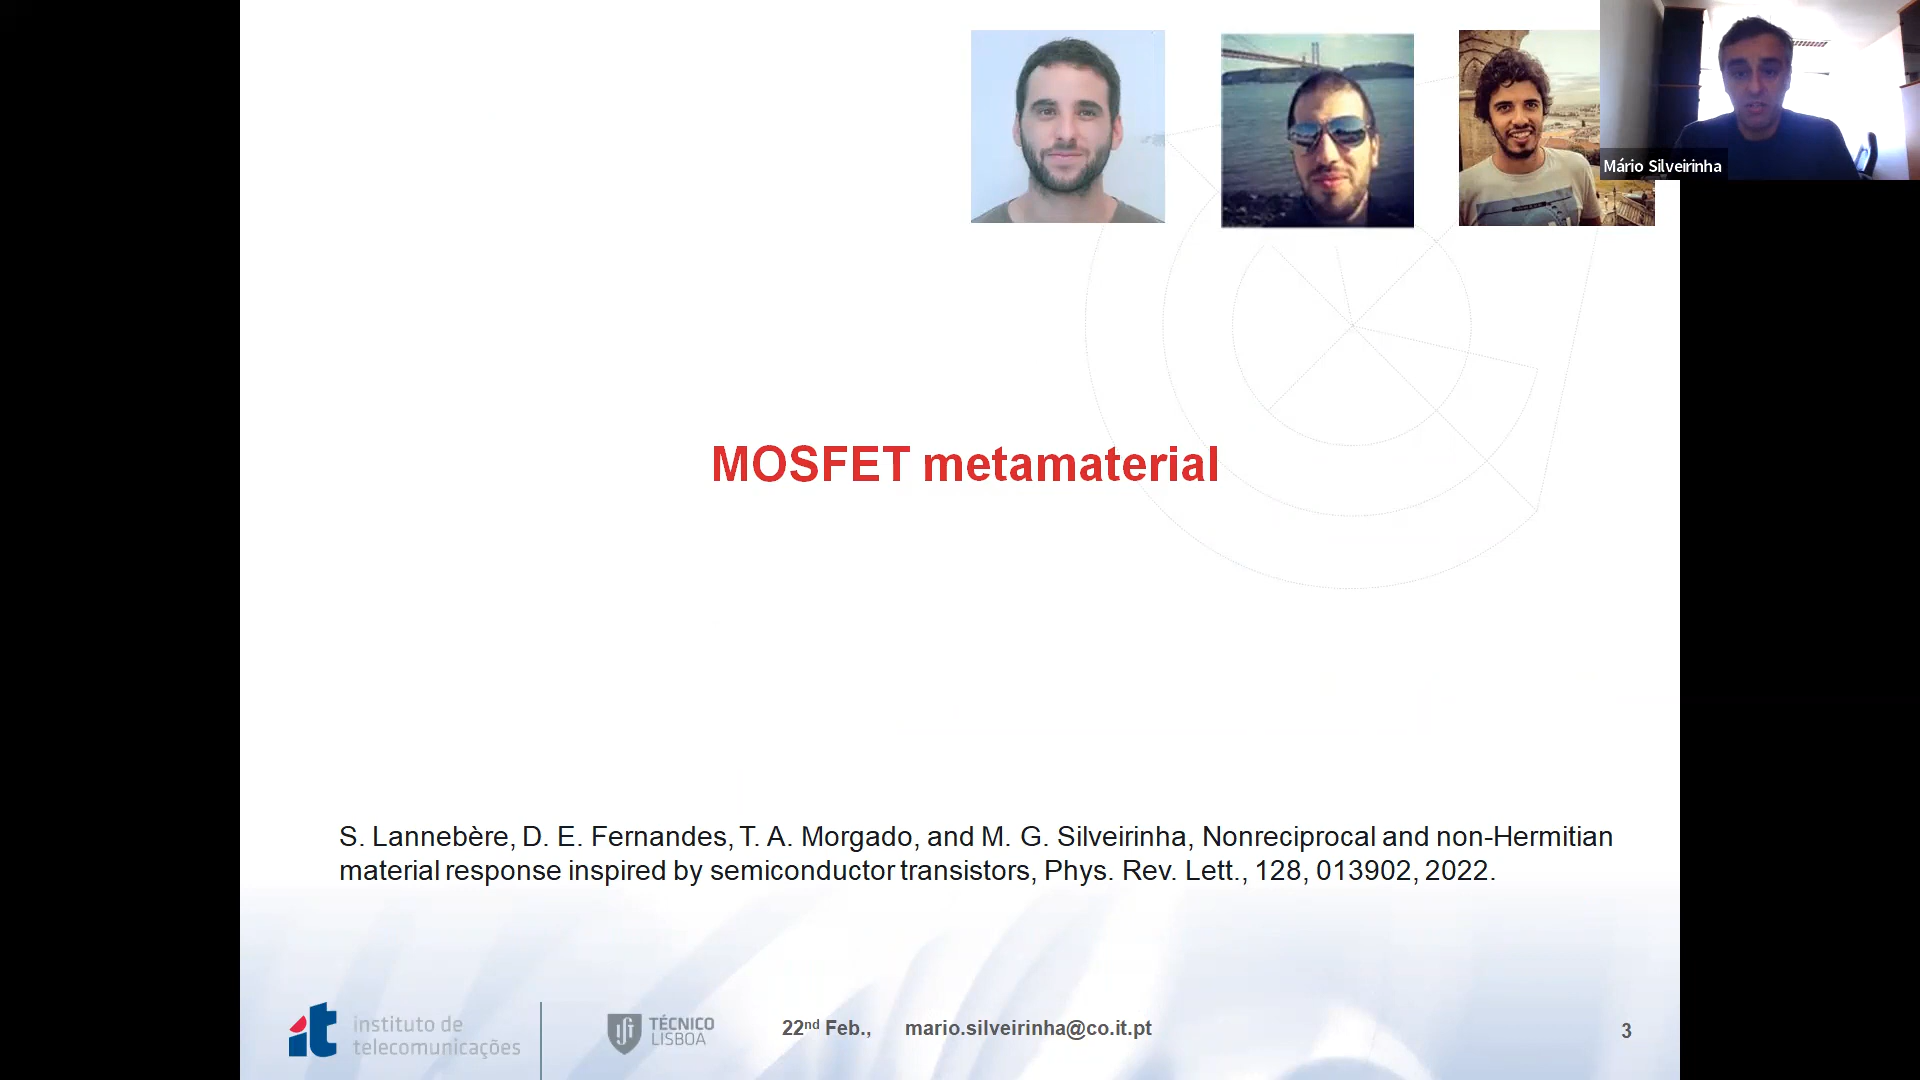 Mário Silveirinha
MOSFET metamaterial
S. Lannebère, D. E. Fernandes, T. A. Morgado, and M. G. Silveirinha, Nonreciprocal and non-Hermitian
material response inspired by semiconductor transistors, Phys. Rev. Lett., 128, 013902, 2022.
it instituto de
telecomunicações
TÉCNICO
LISBOA
22nd Feb., mario.silveirinha@co.it.pt
3